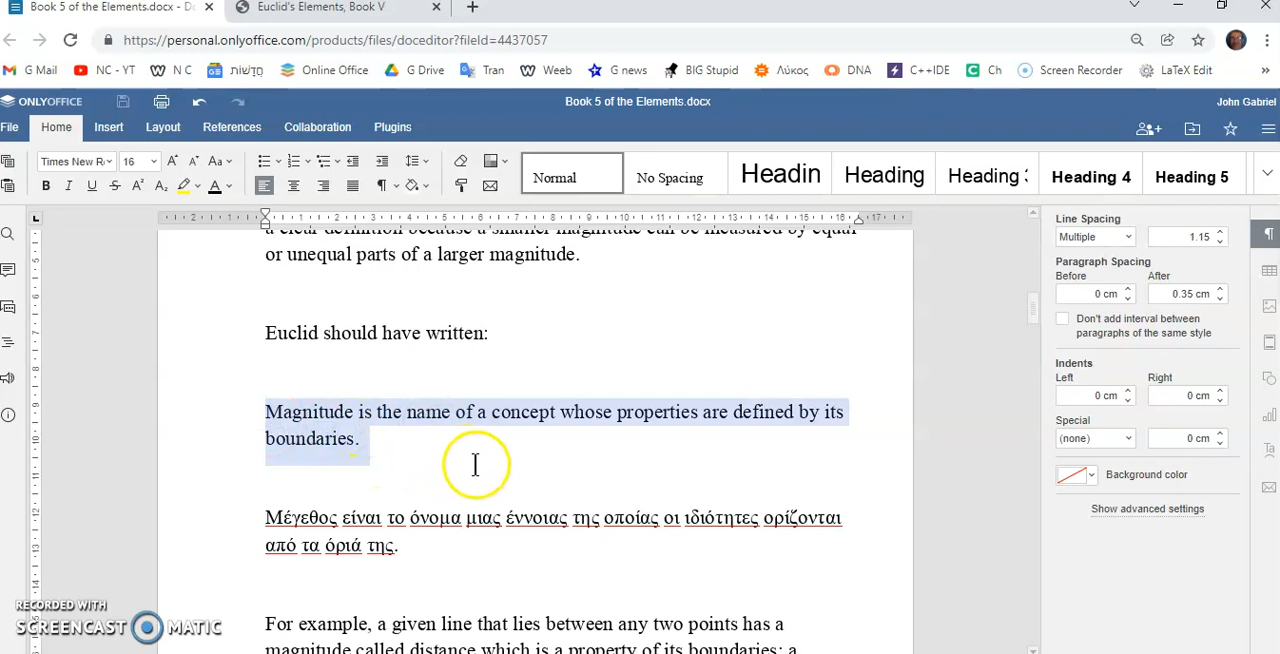 Book 5 of the Elements.docx - Do
Euclid's Elements, Book V
https://personal.onlyoffice.com/products/files/doceditor?fileId=4437057
G Mail NC - YT N C חֲדָשׁוֹת Online Office G Drive Tran Weeb G news BIG Stupid Λύκος DNA C++IDE Ch Screen Recorder LaTeX Edit
ONLYOFFICE Book 5 of the Elements.docx John Gabriel
File Home Insert Layout References Collaboration Plugins
Times New R 16 Normal No Spacing Headin Heading Heading Heading 4 Heading 5
a clear definition because a smaller magnitude can be measured by equal
or unequal parts of a larger magnitude.
Euclid should have written:
Magnitude is the name of a concept whose properties are defined by its
boundaries.
Μέγεθος είναι το όνομα μιας έννοιας της οποίας οι ιδιότητες ορίζονται
από τα όριά της.
For example, a given line that lies between any two points has a
magnitude called distance which is a property of its boundaries; a
Line Spacing
Multiple 1.15
Paragraph Spacing
Before After
0 cm 0.35 cm
Don't add interval between
paragraphs of the same style
Indents
Left Right
0 cm 0 cm
Special
(none) 0 cm
Background color
Show advanced settings
RECORDED WITH
SCREENCAST MATIC